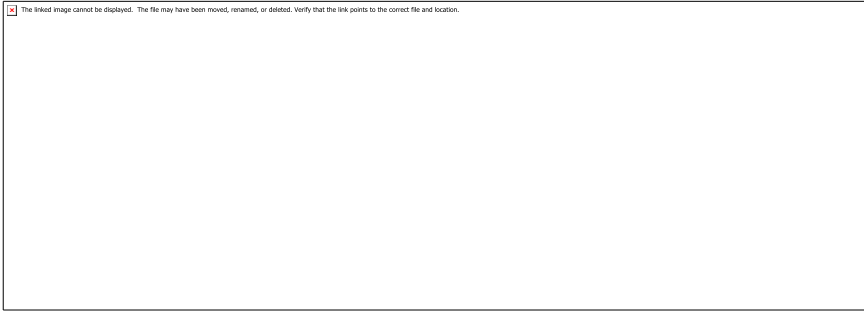 The linked image cannot be displayed.  The file may have been moved, renamed, or deleted. Verify that the link points to the correct file and location.